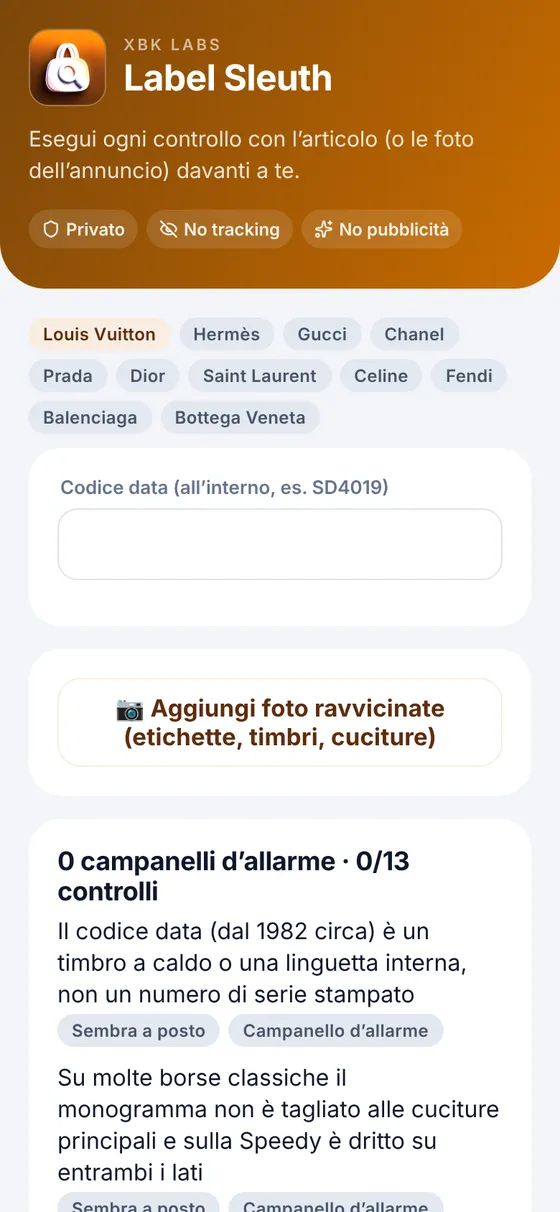 XBK LABS
Label Sleuth
Esegui ogni controllo con l’articolo (o le foto
dell’annuncio) davanti a te.
Privato
No tracking
No pubblicità
Louis Vuitton
Hermès
Gucci
Chanel
Prada
Dior
Saint Laurent
Celine
Fendi
Balenciaga
Bottega Veneta
Codice data (all’interno, es. SD4019)
Aggiungi foto ravvicinate
(etichette, timbri, cuciture)
0 campanelli d’allarme · 0/13
controlli
Il codice data (dal 1982 circa) è un
timbro a caldo o una linguetta interna,
non un numero di serie stampato
Sembra a posto
Campanello d’allarme
Su molte borse classiche il
monogramma non è tagliato alle cuciture
principali e sulla Speedy è dritto su
entrambi i lati
Sembra a posto
Campanello d’allarme